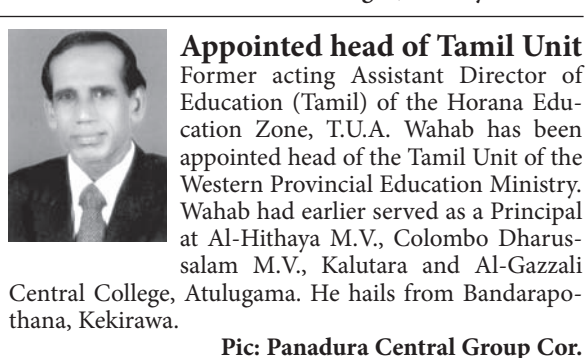 Appointed head of Tamil Unit
Former acting Assistant Director of
Education (Tamil) of the Horana Edu-
cation Zone, T.U.A. Wahab has been
appointed head of the Tamil Unit of the
Western Provincial Education Ministry.
Wahab had earlier served as a Principal
at Al-Hithaya M.V., Colombo Dharus-
salam M.V., Kalutara and Al-Gazzali
Central College, Atulugama. He hails from Bandarapo-
thana, Kekirawa.
Pic: Panadura Central Group Cor.